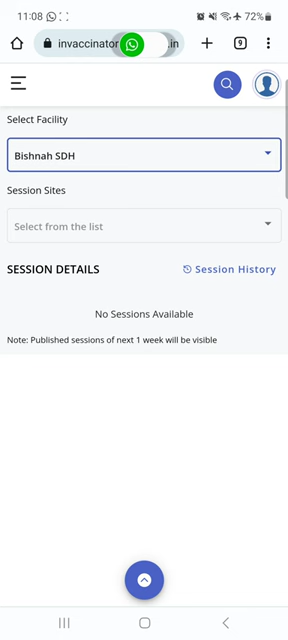 11:08
72%
invaccinator .in
9
Select Facility
Bishnah SDH
Session Sites
Select from the list
SESSION DETAILS
Session History
No Sessions Available
Note: Published sessions of next 1 week will be visible